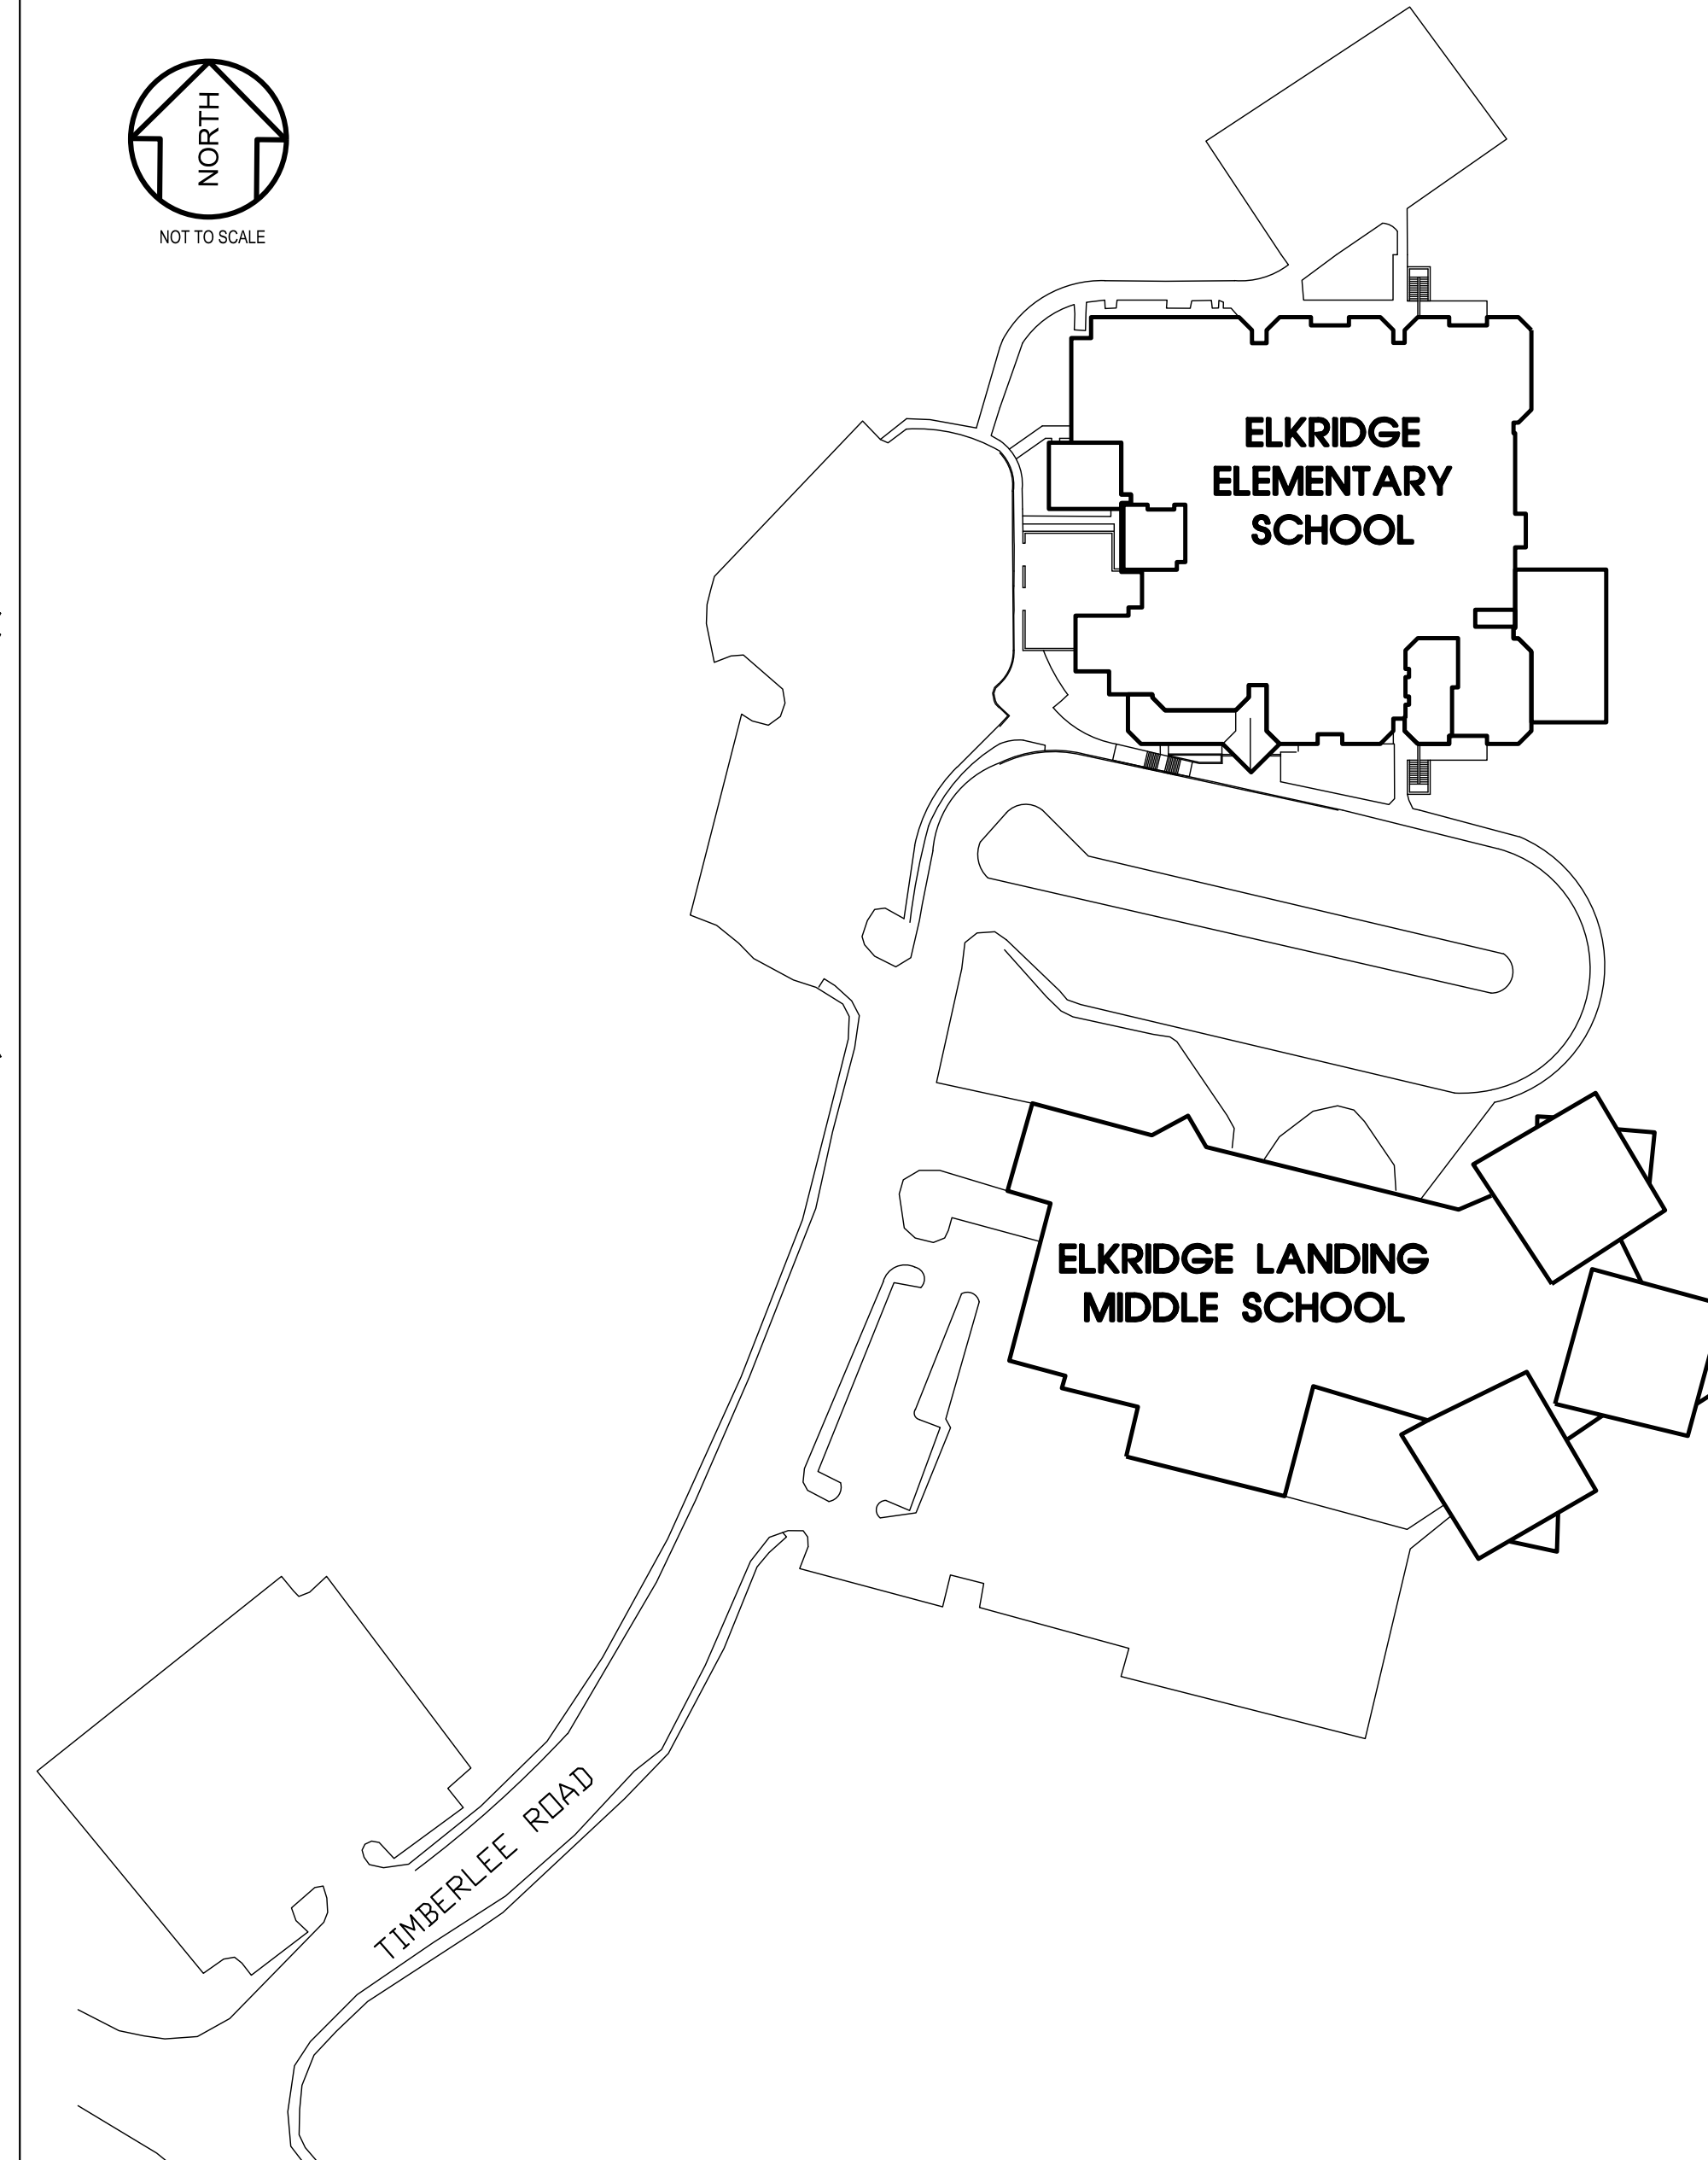 NORTH
NOT TO SCALE
ELKRIDGE
ELEMENTARY
SCHOOL
ELKRIDGE LANDING
MIDDLE SCHOOL
TIMBERLEE ROAD